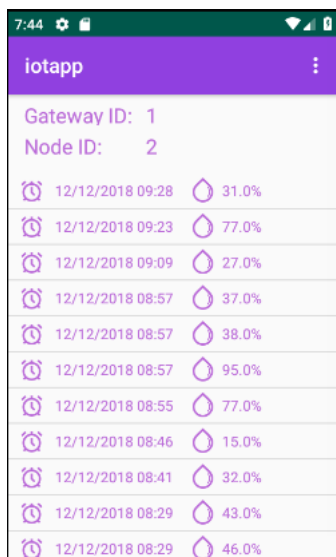 7:44
iotapp
Gateway ID: 1
Node ID: 2
12/12/2018 09:28 31.0%
12/12/2018 09:23 77.0%
12/12/2018 09:09 27.0%
12/12/2018 08:57 37.0%
12/12/2018 08:57 38.0%
12/12/2018 08:57 95.0%
12/12/2018 08:55 77.0%
12/12/2018 08:46 15.0%
12/12/2018 08:41 32.0%
12/12/2018 08:29 43.0%
12/12/2018 08:29 46.0%